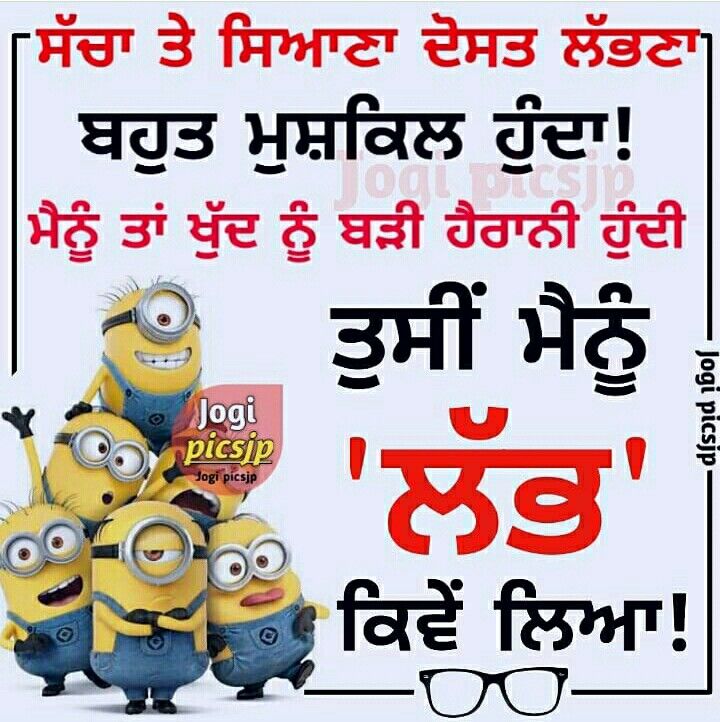 ਸੱਚਾ ਤੇ ਸਿਆਣਾ ਦੋਸਤ ਲੱਭਣਾ
ਬਹੁਤ ਮੁਸ਼ਕਿਲ ਹੁੰਦਾ!
Jogi picsjp
ਮੈਨੂੰ ਤਾਂ ਖੁੱਦ ਨੂੰ ਬੜੀ ਹੈਰਾਨੀ ਹੁੰਦੀ
ਤੁਸੀਂ ਮੈਨੂੰ
'ਲੱਭ'
ਕਿਵੇਂ ਲਿਆ!
Jogi
picsjp
Jogi picsjp
Jogi picsjp